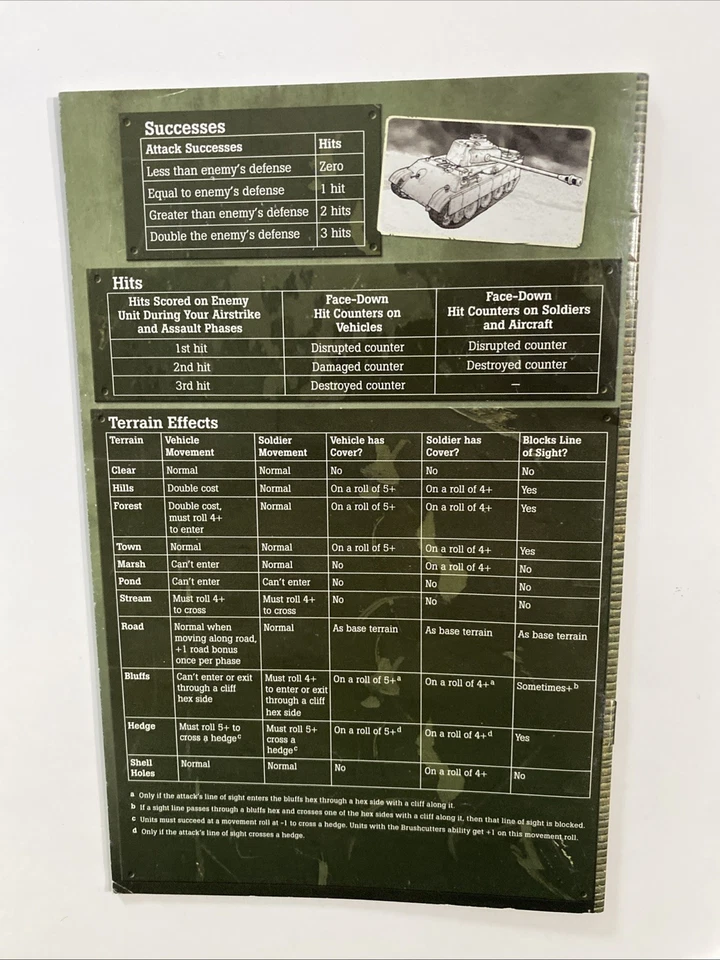 Successes
Attack Successes Hits
Less than enemy's defense Zero
Equal to enemy's defense 1 hit
Greater than enemy's defense 2 hits
Double the enemy's defense 3 hits
Hits
Hits Scored on Enemy Unit During Your Airstrike and Assault Phases Face-Down Hit Counters on Vehicles Face-Down Hit Counters on Soldiers and Aircraft
1st hit Disrupted counter Disrupted counter
2nd hit Damaged counter Destroyed counter
3rd hit Destroyed counter —
Terrain Effects
Terrain Vehicle Movement Soldier Movement Vehicle has Cover? Soldier has Cover? Blocks Line of Sight?
Clear Normal Normal No No No
Hills Double cost Normal On a roll of 5+ On a roll of 4+ Yes
Forest Double cost, must roll 4+ to enter Normal On a roll of 5+ On a roll of 4+ Yes
Town Normal Normal On a roll of 5+ On a roll of 4+ Yes
Marsh Can't enter Normal No On a roll of 4+ No
Pond Can't enter Can't enter No No No
Stream Must roll 4+ to cross Must roll 4+ to cross No No No
Road Normal when moving along road, +1 road bonus once per phase Normal As base terrain As base terrain As base terrain
Bluffs Can't enter or exit through a cliff hex side Must roll 4+ to enter or exit through a cliff hex side On a roll of 5+a On a roll of 4+a Sometimes+b
Hedge Must roll 5+ to cross a hedgec Must roll 5+ cross a hedgec On a roll of 5+d On a roll of 4+d Yes
Shell Holes Normal Normal No On a roll of 4+ No
a Only if the attack's line of sight enters the bluffs hex through a hex side with a cliff along it.
b If a sight line passes through a bluffs hex and crosses one of the hex sides with a cliff along it, then that line of sight is blocked.
c Units must succeed at a movement roll at -1 to cross a hedge. Units with the Brushcutters ability get +1 on this movement roll.
d Only if the attack's line of sight crosses a hedge.